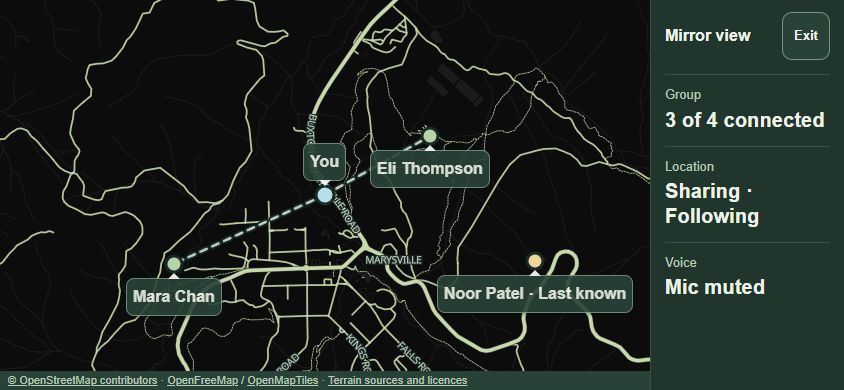 Mirror view
Exit
Group
3 of 4 connected
Location
Sharing ·
Following
Voice
Mic muted
You
Eli Thompson
Mara Chan
Noor Patel · Last known
MARYSVILLE
ROAD
© OpenStreetMap contributors · OpenFreeMap / OpenMapTiles · Terrain sources and licences